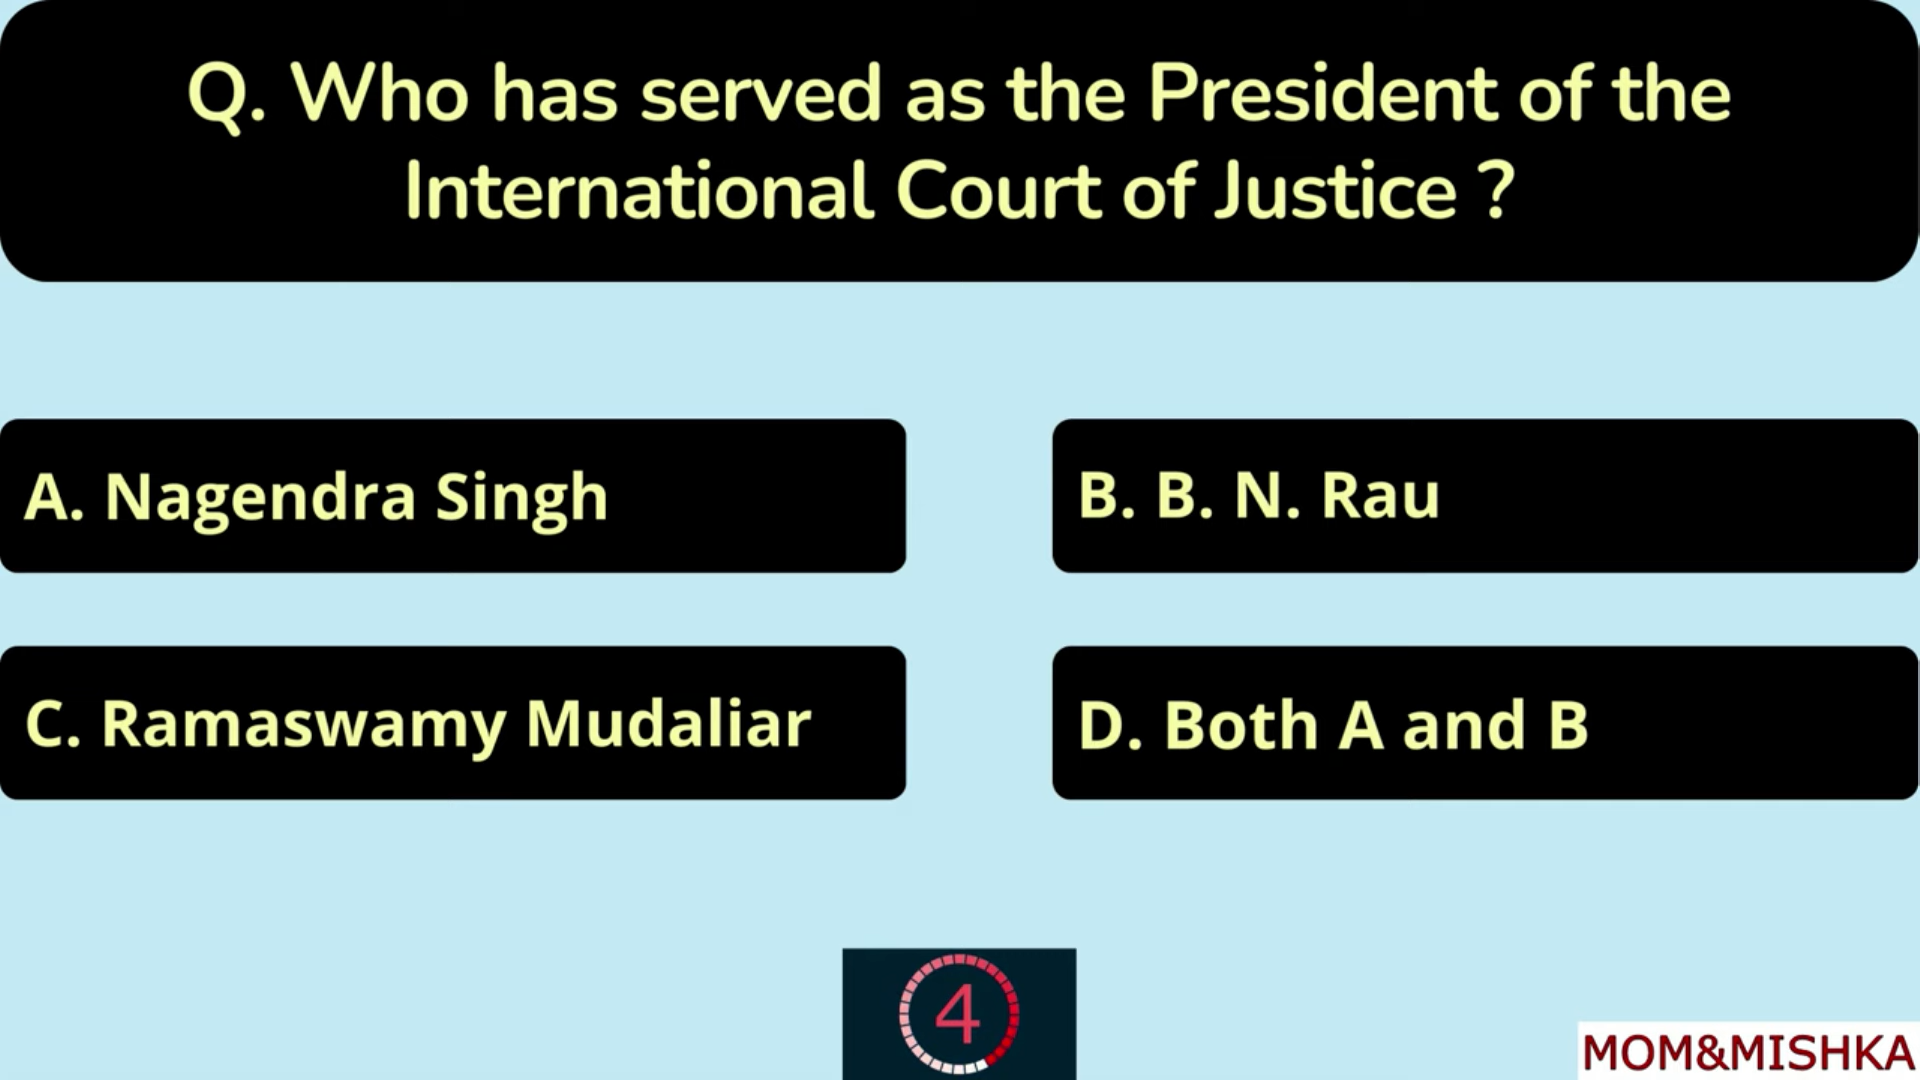 Q. Who has served as the President of the
International Court of Justice ?
A. Nagendra Singh
B. B. N. Rau
C. Ramaswamy Mudaliar
D. Both A and B
4
MOM&MISHKA